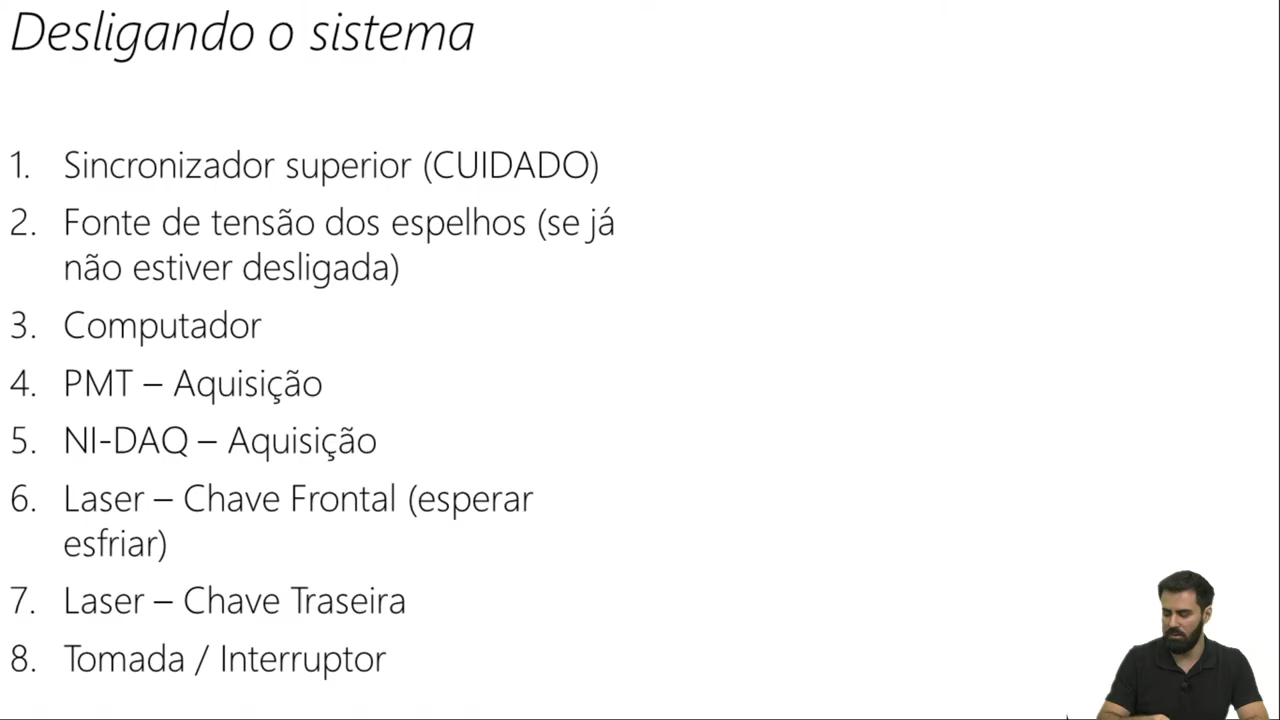 Desligando o sistema
1. Sincronizador superior (CUIDADO)
2. Fonte de tensão dos espelhos (se já
não estiver desligada)
3. Computador
4. PMT – Aquisição
5. NI-DAQ – Aquisição
6. Laser – Chave Frontal (esperar
esfriar)
7. Laser – Chave Traseira
8. Tomada / Interruptor